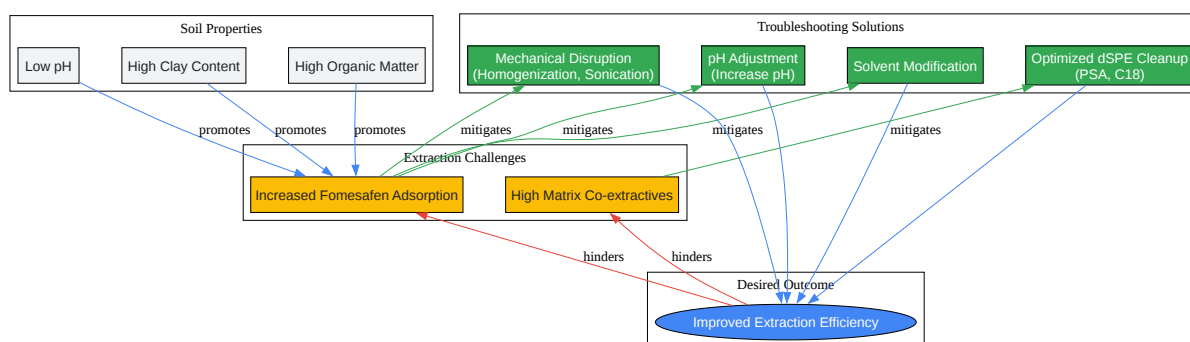 Soil Properties
Low pH
High Clay Content
High Organic Matter
Troubleshooting Solutions
Mechanical Disruption
(Homogenization, Sonication)
pH Adjustment
(Increase pH)
Solvent Modification
Optimized dSPE Cleanup
(PSA, C18)
promotes
promotes
promotes
mitigates
mitigates
mitigates
mitigates
Extraction Challenges
Increased Fomesafen Adsorption
High Matrix Co-extractives
hinders
hinders
Desired Outcome
Improved Extraction Efficiency